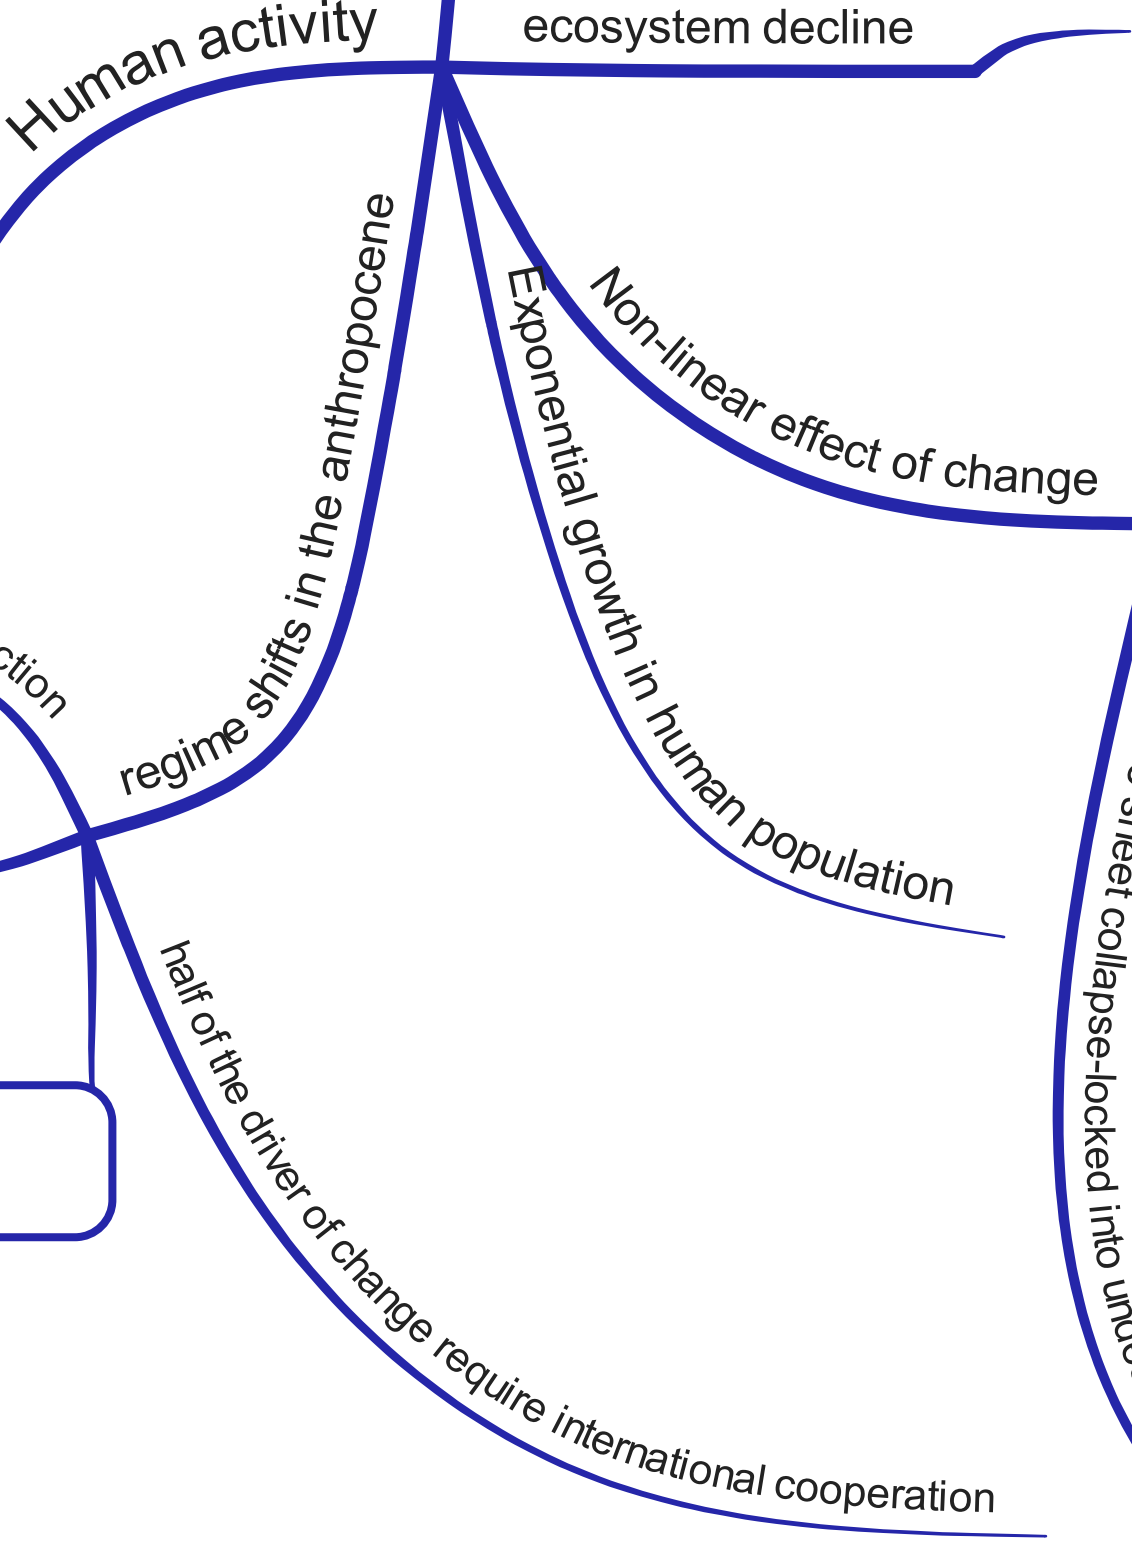 Human activity
ecosystem decline
regime shifts in the anthropocene
Exponential growth in human population
Non-linear effect of change
half of the driver of change require international cooperation
sheet collapse-locked into